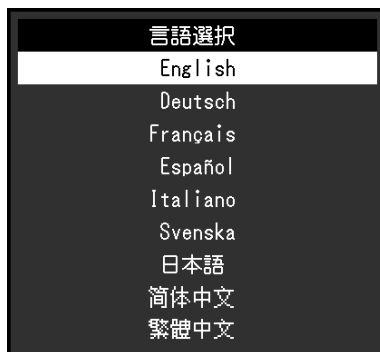 言語選択
English
Deutsch
Français
Español
Italiano
Svenska
日本語
简体中文
繁體中文